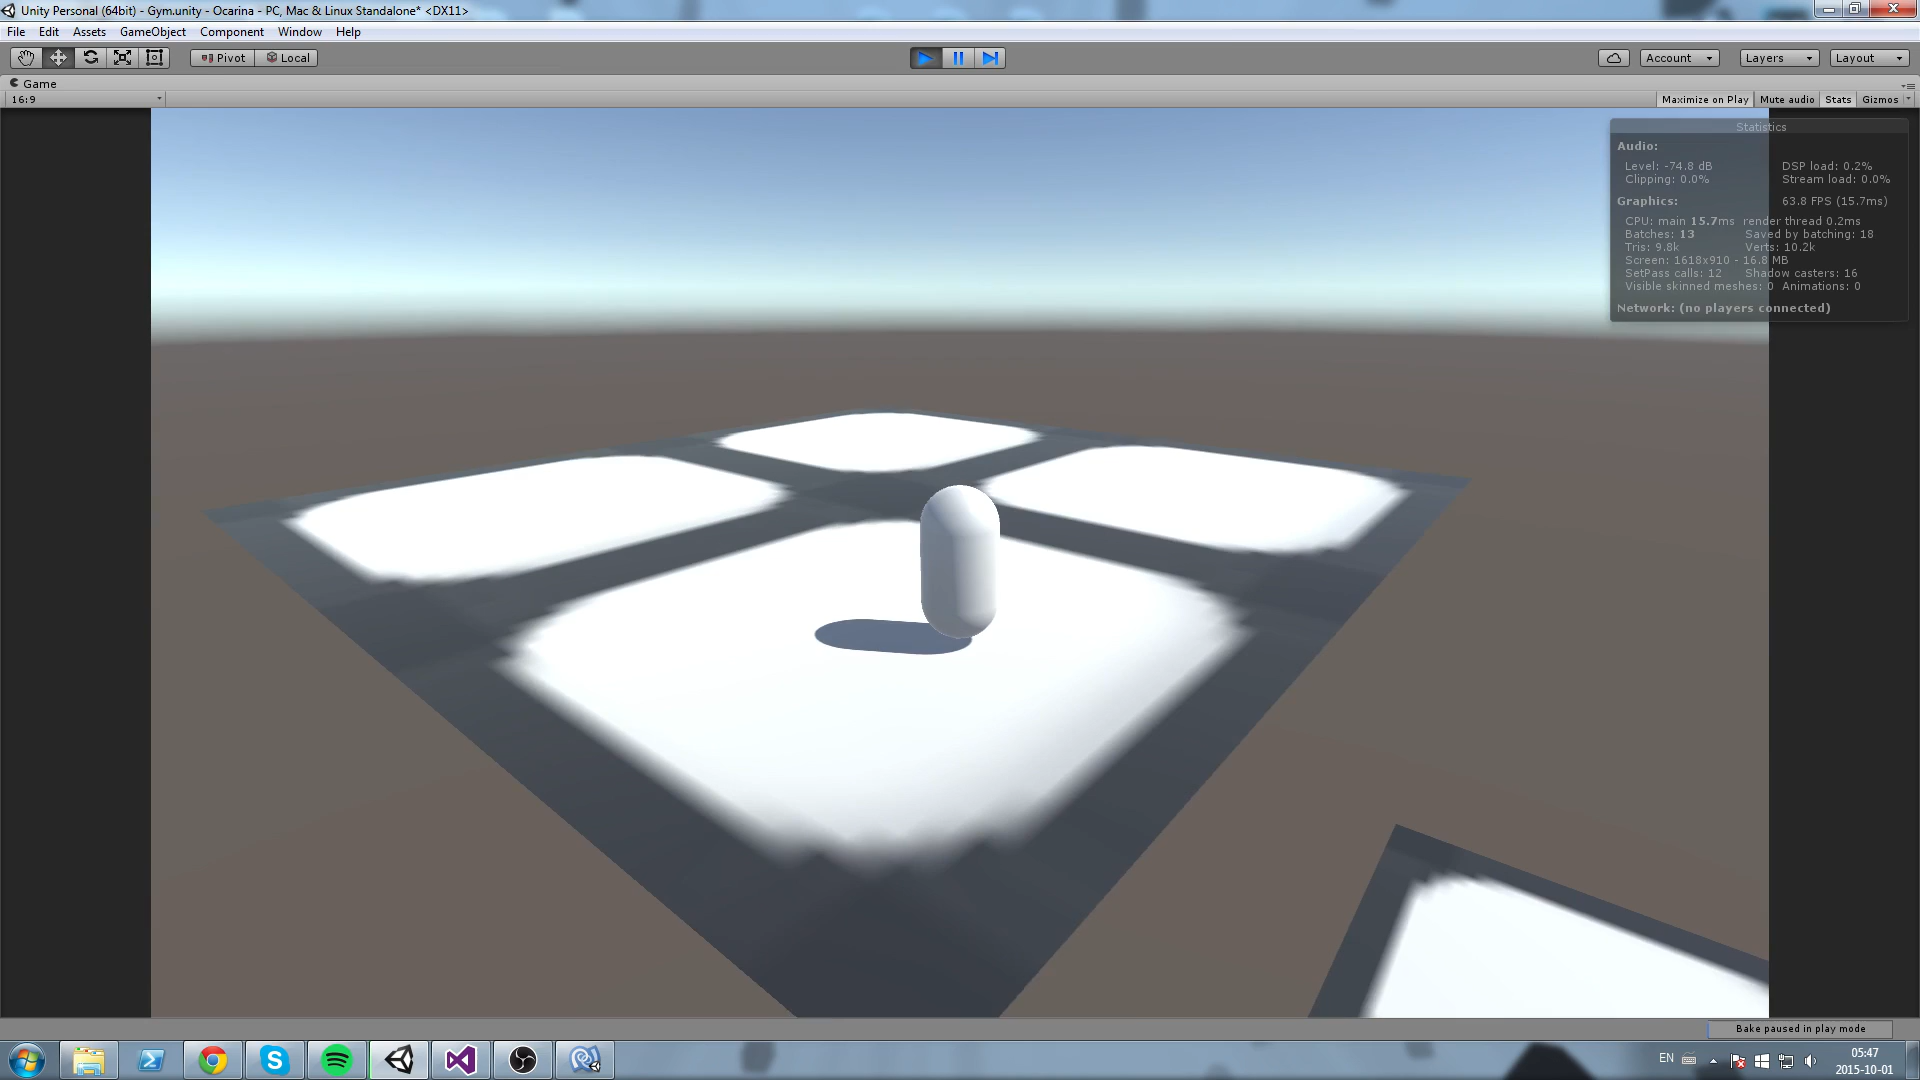 Unity Personal (64bit) - Gym.unity - Ocarina - PC, Mac & Linux Standalone* <DX11>
File Edit Assets GameObject Component Window Help
Pivot Local Account Layers Layout
Game
16:9 Maximize on Play Mute audio Stats Gizmos
Statistics
Audio:
Level: -74.8 dB DSP load: 0.2%
Clipping: 0.0% Stream load: 0.0%
Graphics: 63.8 FPS (15.7ms)
CPU: main 15.7ms render thread 0.2ms
Batches: 13 Saved by batching: 18
Tris: 9.8k Verts: 10.2k
Screen: 1618x910 - 16.8 MB
SetPass calls: 12 Shadow casters: 16
Visible skinned meshes: 0 Animations: 0
Network: (no players connected)
Bake paused in play mode
EN 05:47
2015-10-01